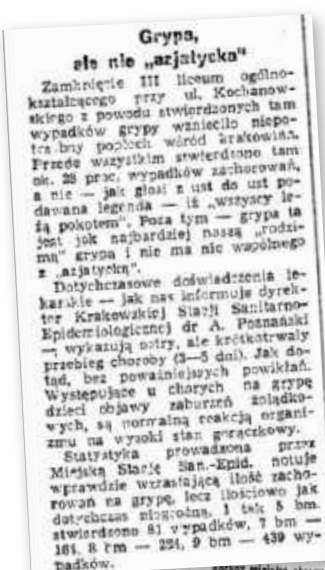 Grypa,
ale nie „azjatycka"
Zamknięcie III liceum ogólno-
kształcącego przy ul. Kochanow-
skiego z powodu stwierdzonych tam
wypadków grypy wznieciło niepo-
trzebny popłoch wśród krakowian.
Przede wszystkim stwierdzono tam
ok. 28 proc. wypadków zachorowań,
a nie — jak głosi z ust do ust po-
dawana legenda — iż „wszyscy le-
żą pokotem". Poza tym — grypa ta
jest jak najbardziej naszą „rodzi-
mą" grypą i nie ma nic wspólnego
z „azjatycką".
Dotychczasowe doświadczenia le-
karskie — jak nas informuje dyrek-
tor Krakowskiej Stacji Sanitarno-
Epidemiologicznej dr A. Poznański
— wykazują ostry, ale krótkotrwały
przebieg choroby (3—5 dni). Jak do-
tąd, bez poważniejszych powikłań.
Występujące u chorych na grypę
dzieci objawy zaburzeń żołądko-
wych, są normalną reakcją organi-
zmu na wysoki stan gorączkowy.
Statystyka prowadzona przez
Miejską Stację San.-Epid. notuje
wprawdzie wzrastającą ilość zacho-
rowań na grypę, lecz ilościowo jak
dotychczas niegroźną. I tak 5 bm.
stwierdzono 81 wypadków, 7 bm —
164, 8 bm — 224, 9 bm — 439 wy-
padków.